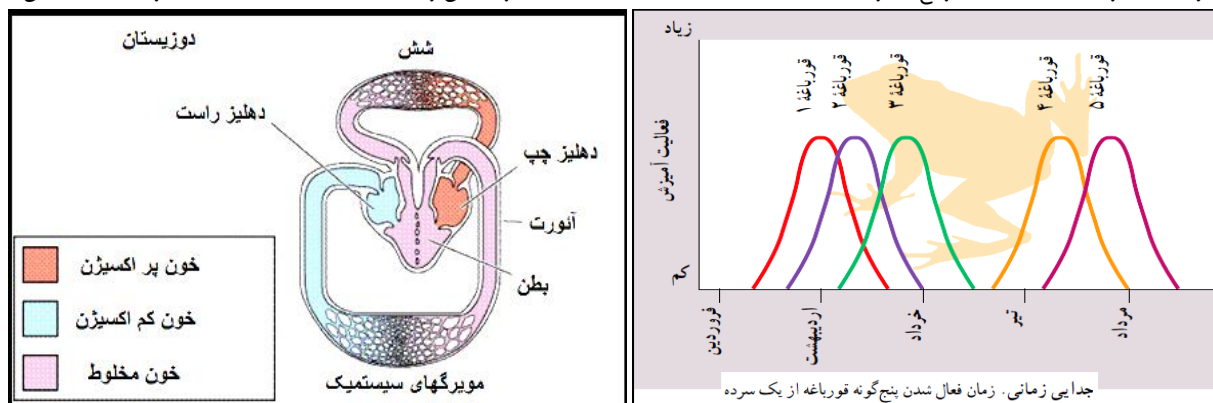 دوزیستان
شش
دهلیز راست
دهلیز چپ
آئورت
بطن
خون پر اکسیژن
خون کم اکسیژن
خون مخلوط
مویرگهای سیستمیک
زیاد
فعالیت آمیزش
کم
قورباغهٔ ۱
قورباغهٔ ۲
قورباغهٔ ۳
قورباغهٔ ۴
قورباغهٔ ۵
فروردین
اردیبهشت
خرداد
تیر
مرداد
جدایی زمانی. زمان فعال شدن پنج‌گونه قورباغه از یک سرده